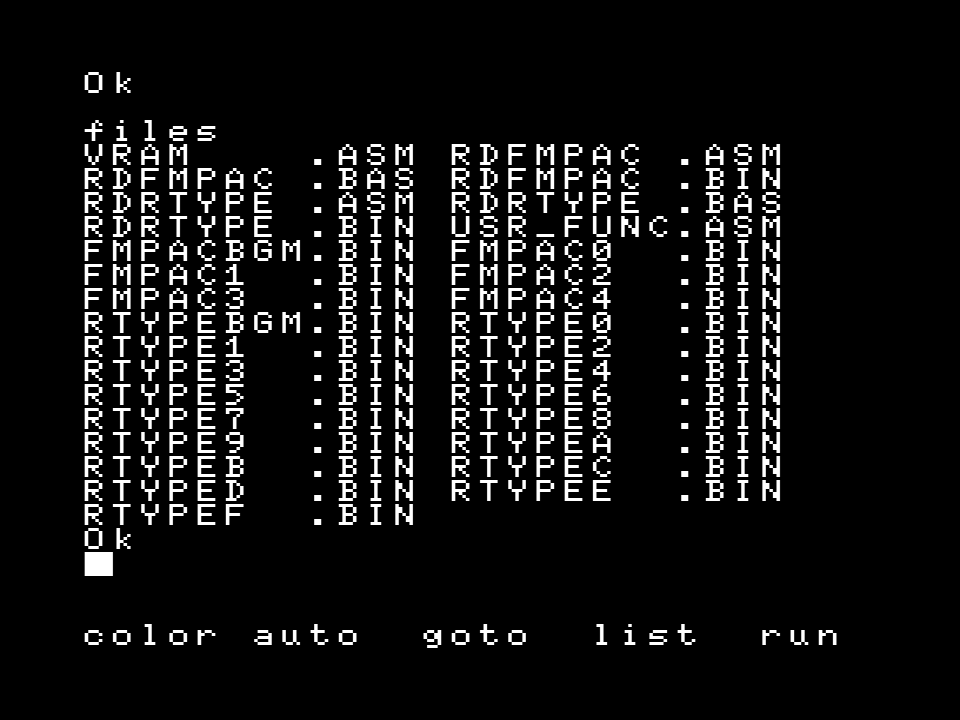 Ok
files
VRAM    .ASM RDFMPAC .ASM
RDFMPAC .BAS RDFMPAC .BIN
RDRTYPE .ASM RDRTYPE .BAS
RDRTYPE .BIN USR_FUNC.ASM
FMPACBGM.BIN FMPAC0  .BIN
FMPAC1  .BIN FMPAC2  .BIN
FMPAC3  .BIN FMPAC4  .BIN
RTYPEBGM.BIN RTYPE0  .BIN
RTYPE1  .BIN RTYPE2  .BIN
RTYPE3  .BIN RTYPE4  .BIN
RTYPE5  .BIN RTYPE6  .BIN
RTYPE7  .BIN RTYPE8  .BIN
RTYPE9  .BIN RTYPEA  .BIN
RTYPEB  .BIN RTYPEC  .BIN
RTYPED  .BIN RTYPEE  .BIN
RTYPEF  .BIN
Ok
color auto  goto  list  run